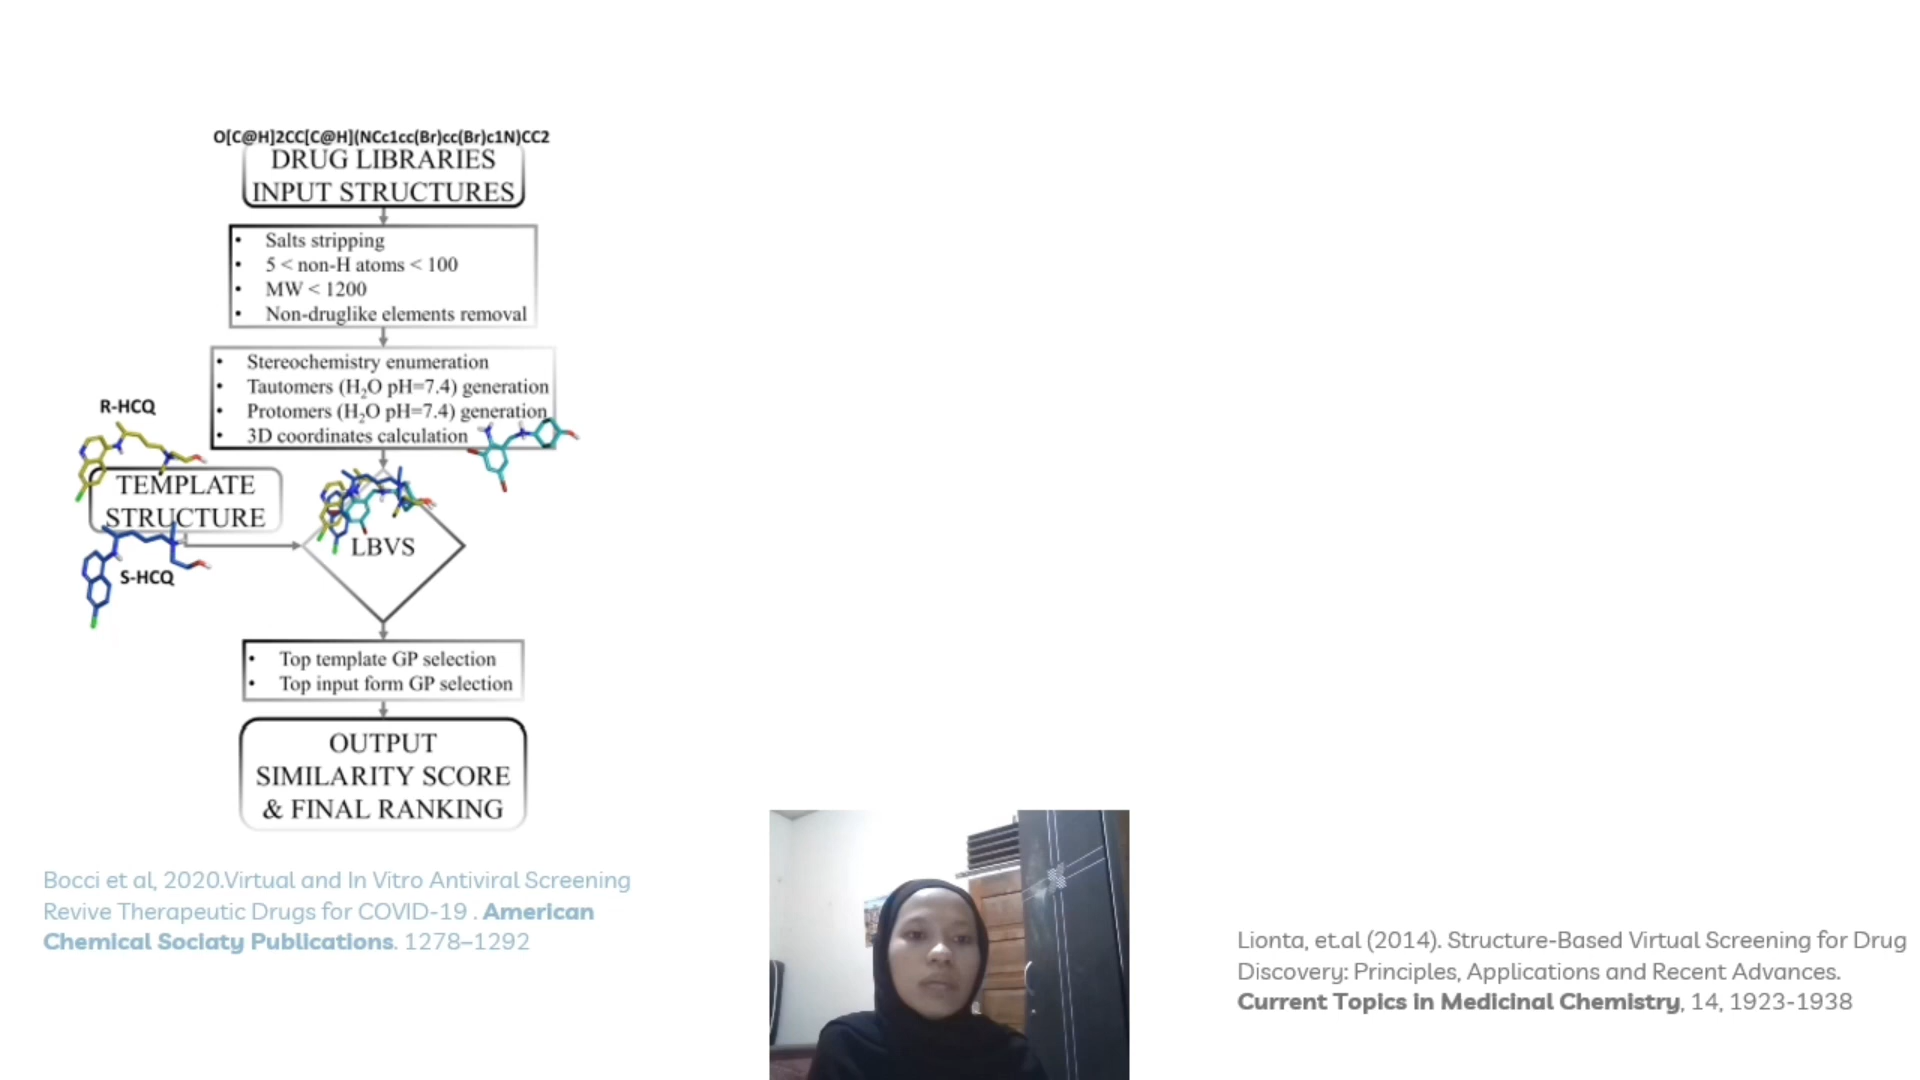 O[C@H]2CC[C@H](NCc1cc(Br)cc(Br)c1N)CC2
DRUG LIBRARIES
INPUT STRUCTURES
• Salts stripping
• 5 < non-H atoms < 100
• MW < 1200
• Non-druglike elements removal
• Stereochemistry enumeration
• Tautomers (H₂O pH=7.4) generation
• Protomers (H₂O pH=7.4) generation
• 3D coordinates calculation
R-HCQ
TEMPLATE
STRUCTURE
S-HCQ
LBVS
• Top template GP selection
• Top input form GP selection
OUTPUT
SIMILARITY SCORE
& FINAL RANKING
Bocci et al, 2020.Virtual and In Vitro Antiviral Screening
Revive Therapeutic Drugs for COVID-19 . American
Chemical Sociaty Publications. 1278–1292
Lionta, et.al (2014). Structure-Based Virtual Screening for Drug
Discovery: Principles, Applications and Recent Advances.
Current Topics in Medicinal Chemistry, 14, 1923-1938